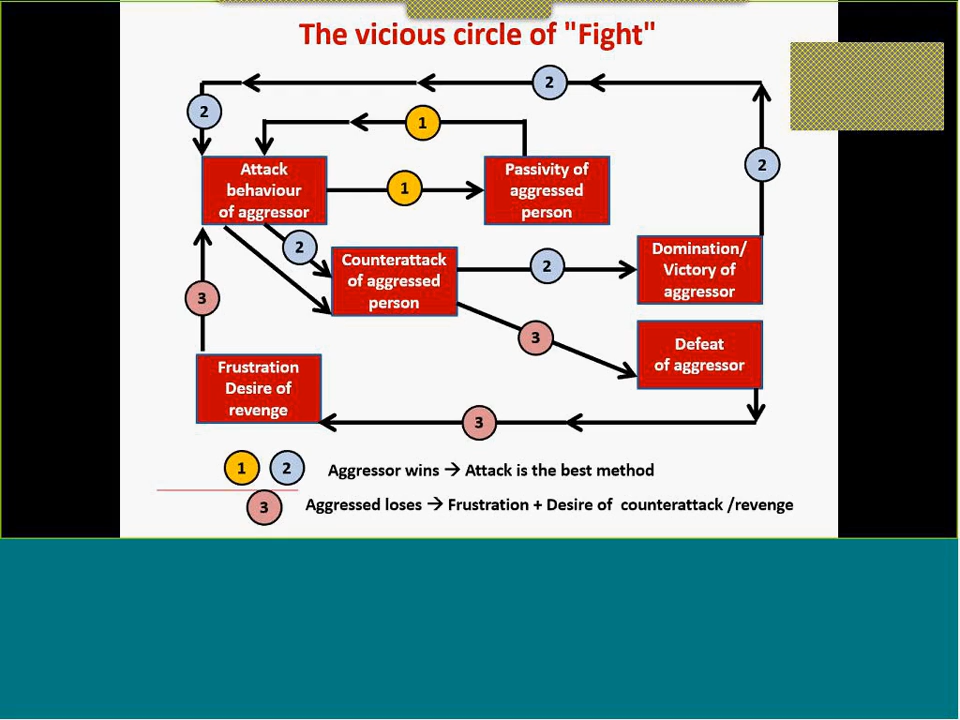 The vicious circle of "Fight"
2
2
1
Attack
behaviour
of aggressor
1
Passivity of
aggressed
person
2
2
Counterattack
of aggressed
person
2
Domination/
Victory of
aggressor
3
3
Defeat
of aggressor
Frustration
Desire of
revenge
3
1 2 Aggressor wins → Attack is the best method
3 Aggressed loses → Frustration + Desire of counterattack /revenge